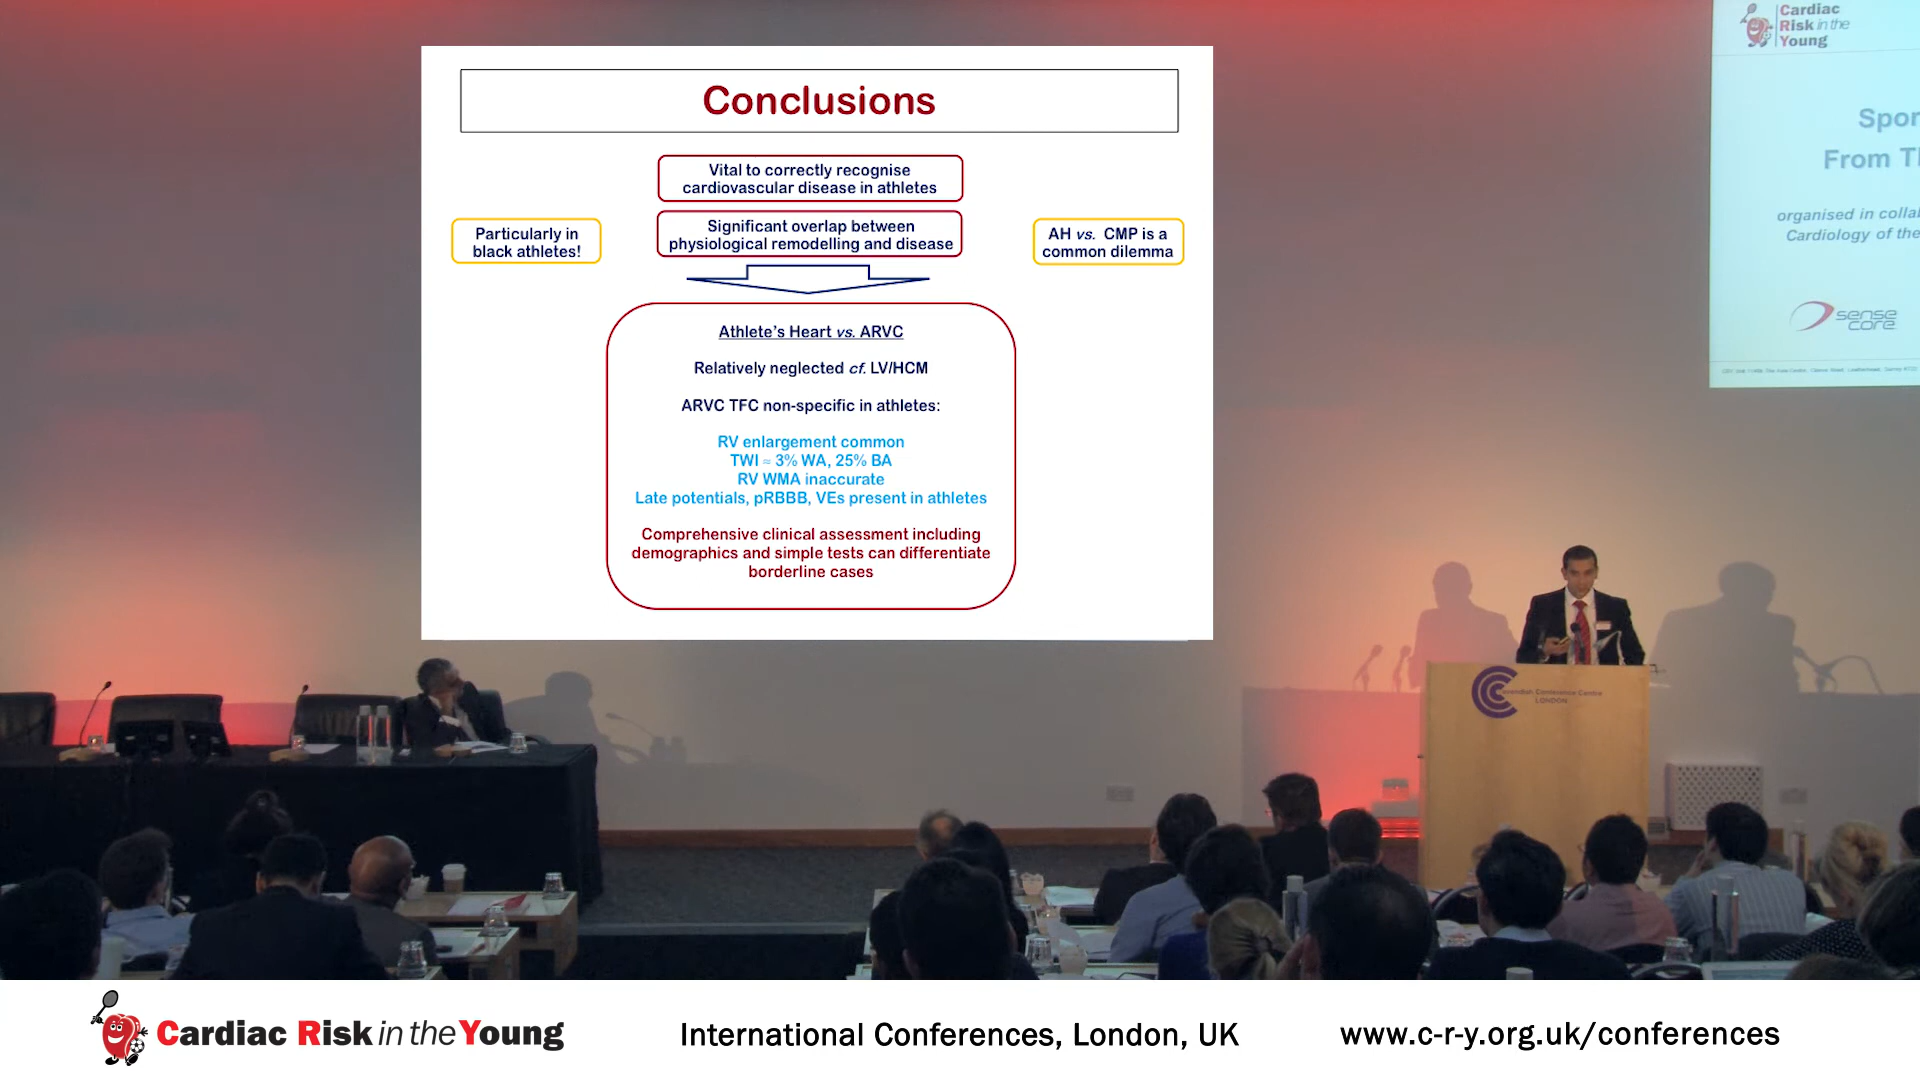 Conclusions
Vital to correctly recognise
cardiovascular disease in athletes
Particularly in
black athletes!
Significant overlap between
physiological remodelling and disease
AH vs. CMP is a
common dilemma
Athlete's Heart vs. ARVC
Relatively neglected cf. LV/HCM
ARVC TFC non-specific in athletes:
RV enlargement common
TWI ≈ 3% WA, 25% BA
RV WMA inaccurate
Late potentials, pRBBB, VEs present in athletes
Comprehensive clinical assessment including
demographics and simple tests can differentiate
borderline cases
Cardiac
Risk in the
Young
Spor
From T
organised in colla
Cardiology of the
sense
core
Cavendish Conference Centre
LONDON
Cardiac Risk in the Young
International Conferences, London, UK
www.c-r-y.org.uk/conferences